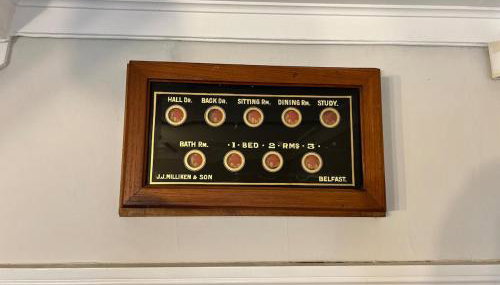 HALL DR. BACK DR. SITTING RM. DINING RM. STUDY.
BATH RM. ·1· BED ·2· RMS ·3·
J.J. MILLIKEN & SON BELFAST.